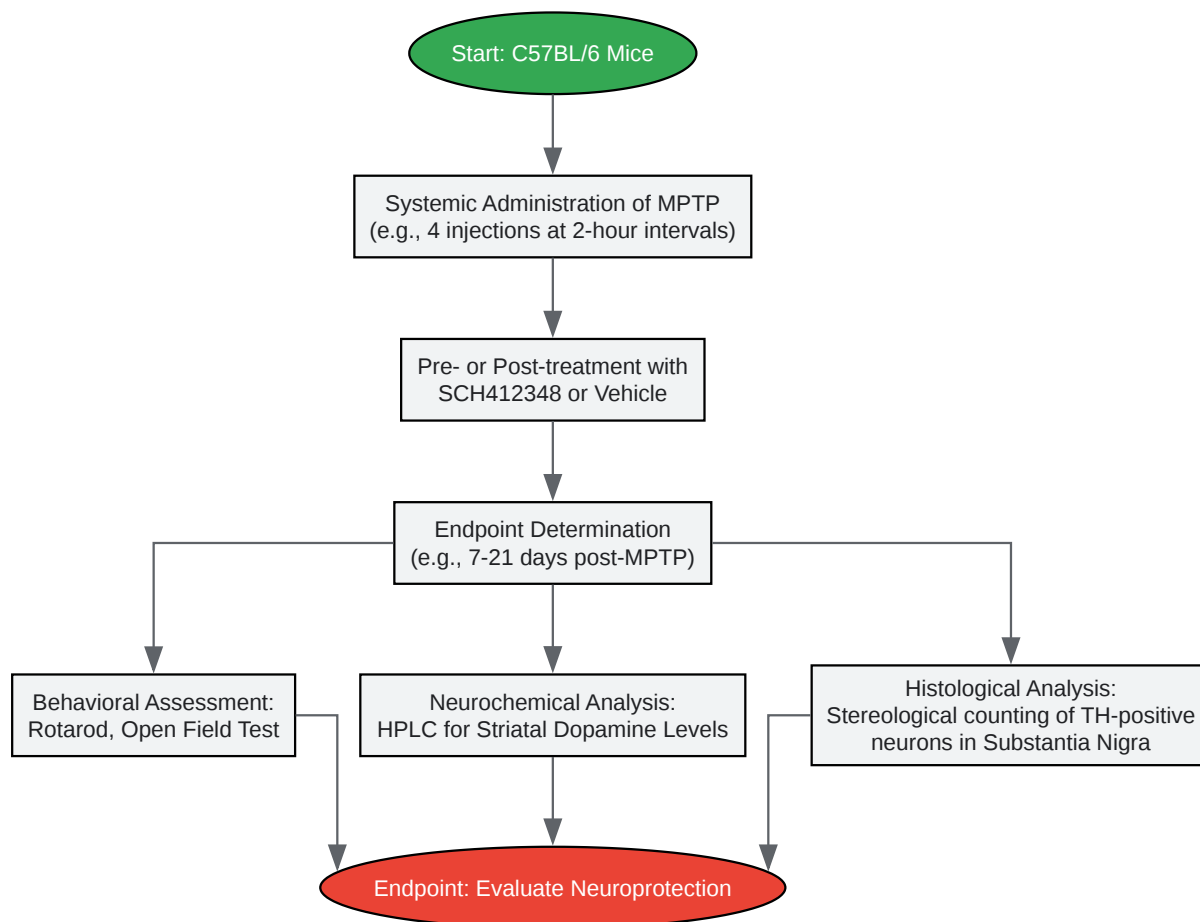 Start: C57BL/6 Mice
Systemic Administration of MPTP
(e.g., 4 injections at 2-hour intervals)
Pre- or Post-treatment with
SCH412348 or Vehicle
Endpoint Determination
(e.g., 7-21 days post-MPTP)
Behavioral Assessment:
Rotarod, Open Field Test
Neurochemical Analysis:
HPLC for Striatal Dopamine Levels
Histological Analysis:
Stereological counting of TH-positive
neurons in Substantia Nigra
Endpoint: Evaluate Neuroprotection